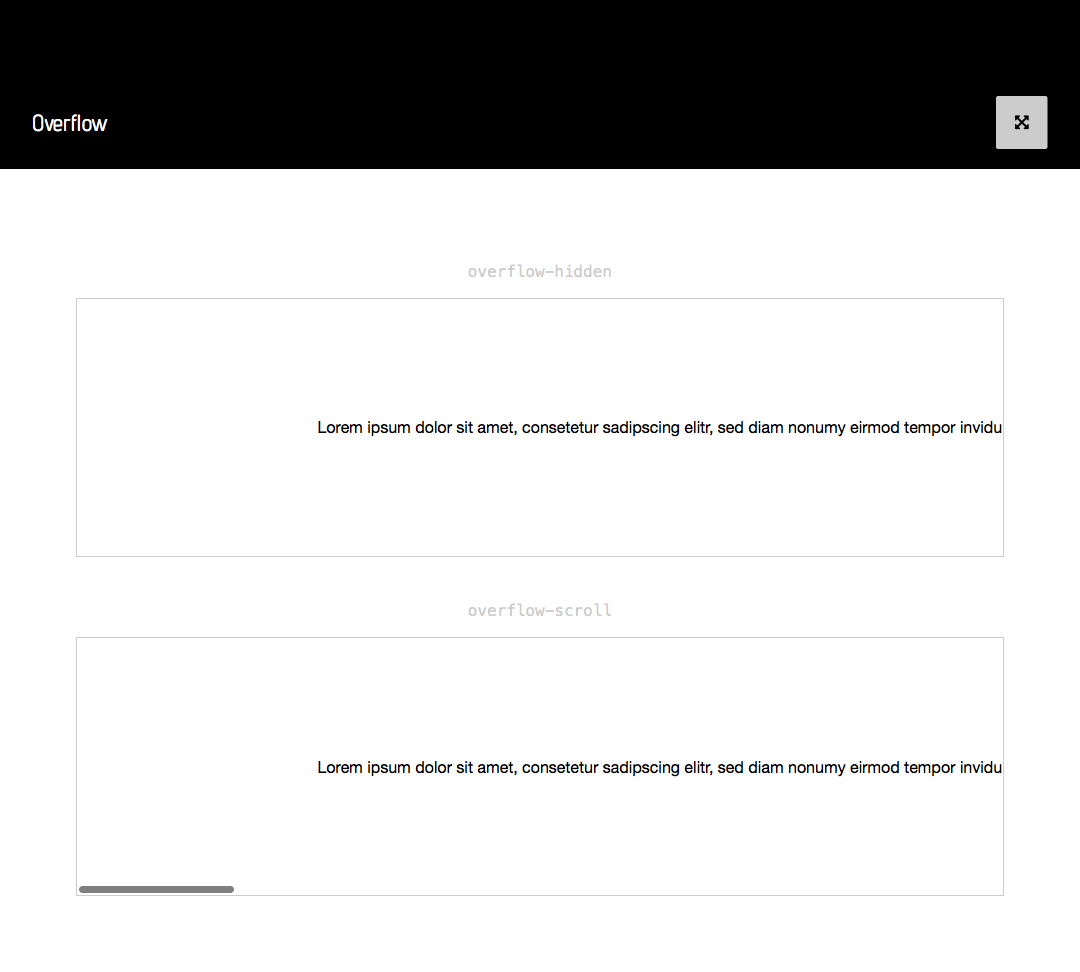 Overflow
overflow-hidden
Lorem ipsum dolor sit amet, consetetur sadipscing elitr, sed diam nonumy eirmod tempor invidu
overflow-scroll
Lorem ipsum dolor sit amet, consetetur sadipscing elitr, sed diam nonumy eirmod tempor invidu